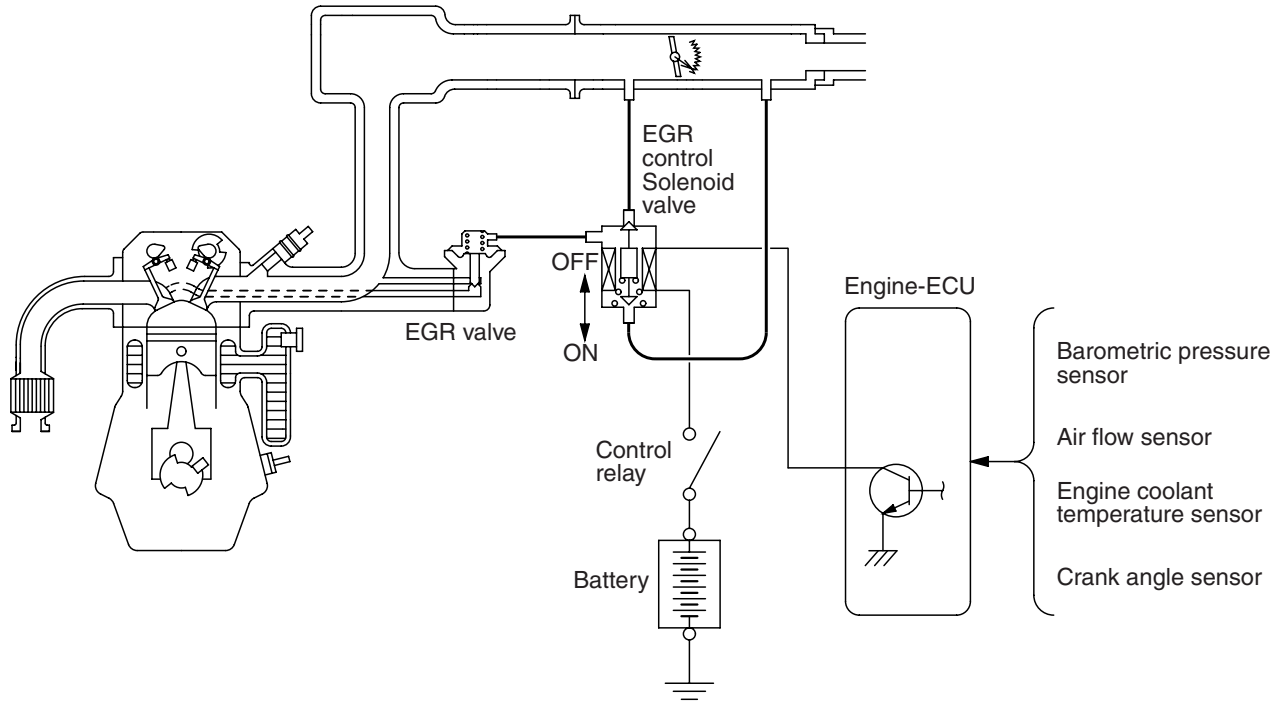 EGR
control
Solenoid
valve
OFF
ON
EGR valve
Engine-ECU
Barometric pressure
sensor
Air flow sensor
Engine coolant
temperature sensor
Crank angle sensor
Control
relay
Battery